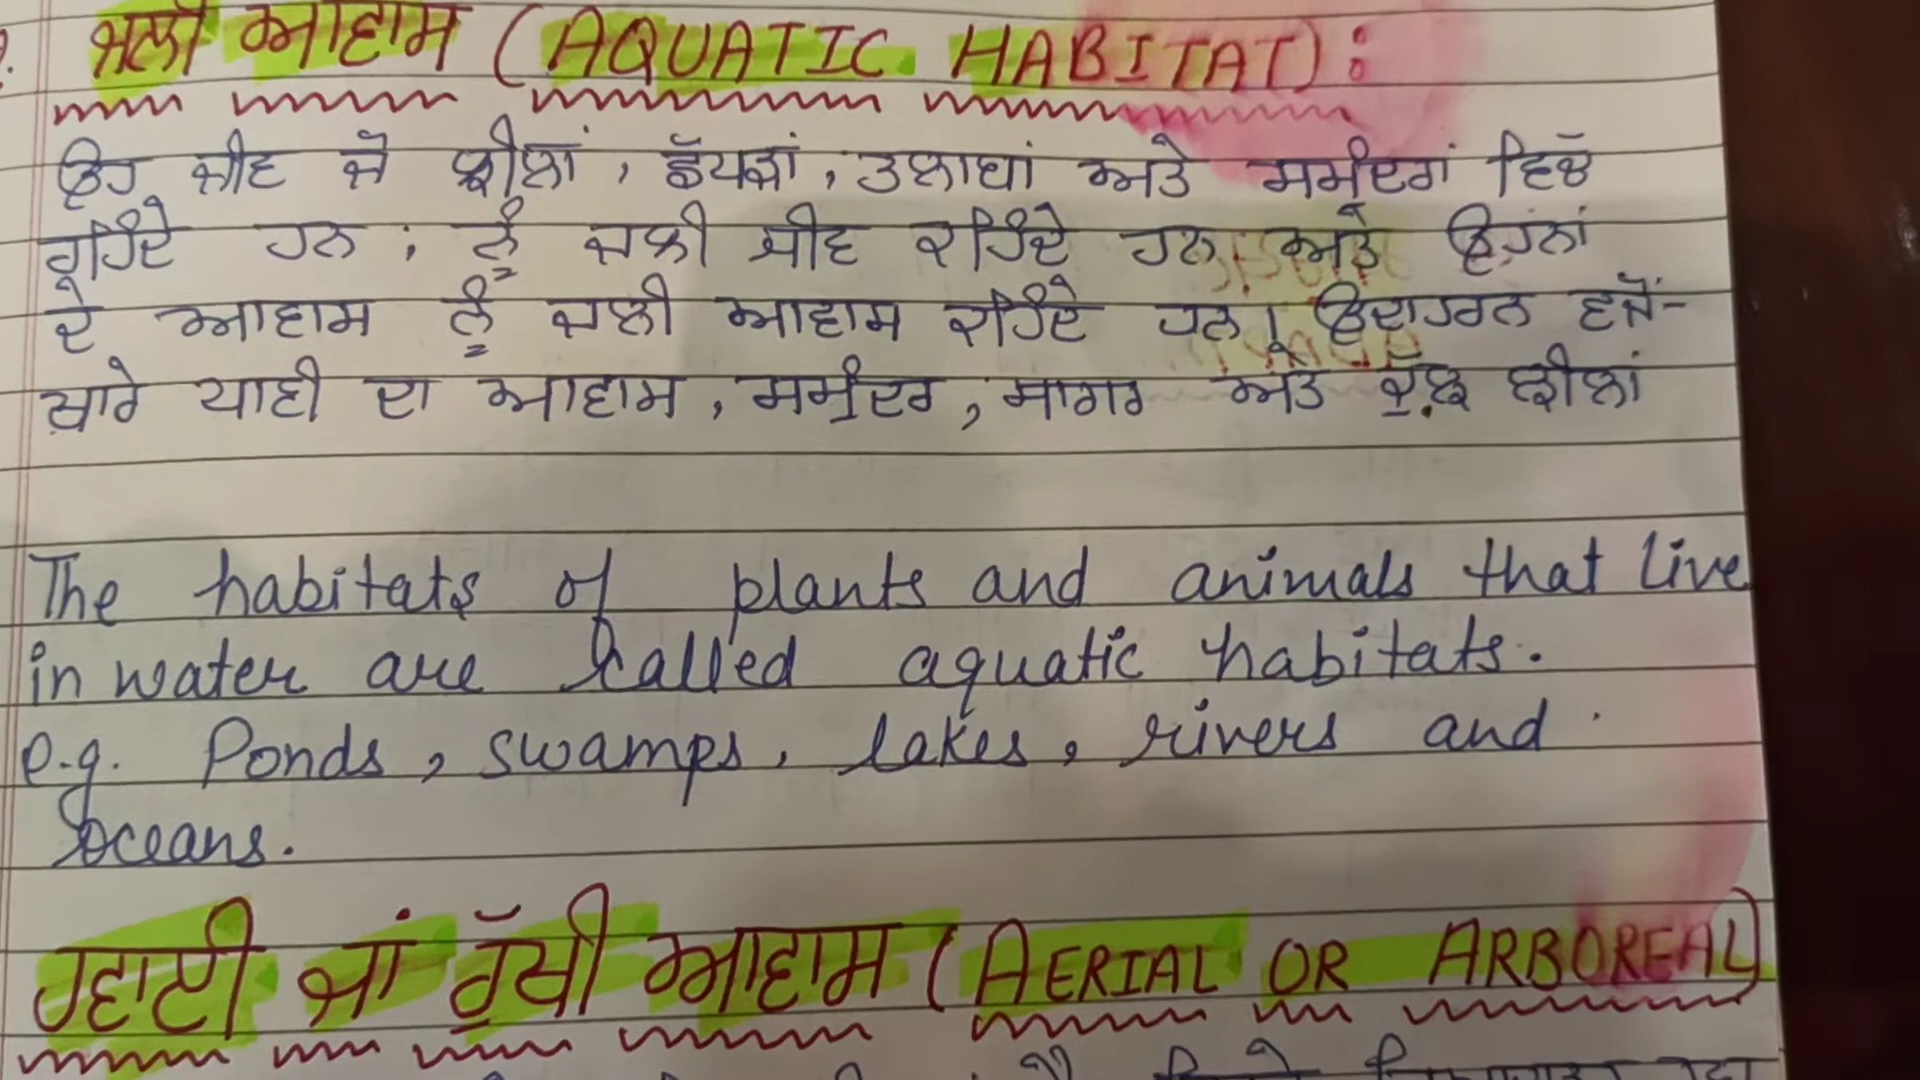 ਜਲੀ ਆਵਾਸ (AQUATIC HABITAT):
ਉਹ ਜੀਵ ਜੋ ਝੀਲਾਂ, ਛੱਪੜਾਂ, ਤਲਾਬਾਂ ਅਤੇ ਸਮੁੰਦਰਾਂ ਵਿੱਚ
ਰਹਿੰਦੇ ਹਨ, ਨੂੰ ਜਲੀ ਜੀਵ ਕਹਿੰਦੇ ਹਨ ਅਤੇ ਉਹਨਾਂ
ਦੇ ਆਵਾਸ ਨੂੰ ਜਲੀ ਆਵਾਸ ਕਹਿੰਦੇ ਹਨ। ਉਦਾਹਰਨ ਵਜੋਂ-
ਖ਼ਾਰੇ ਪਾਣੀ ਦਾ ਆਵਾਸ, ਸਮੁੰਦਰ, ਸਾਗਰ ਅਤੇ ਕੁੱਝ ਝੀਲਾਂ
The habitats of plants and animals that live
in water are called aquatic habitats.
e.g. Ponds, swamps, lakes, rivers and
oceans.
ਹਵਾਈ ਜਾਂ ਰੁੱਖੀ ਆਵਾਸ (AERIAL OR ARBOREAL)